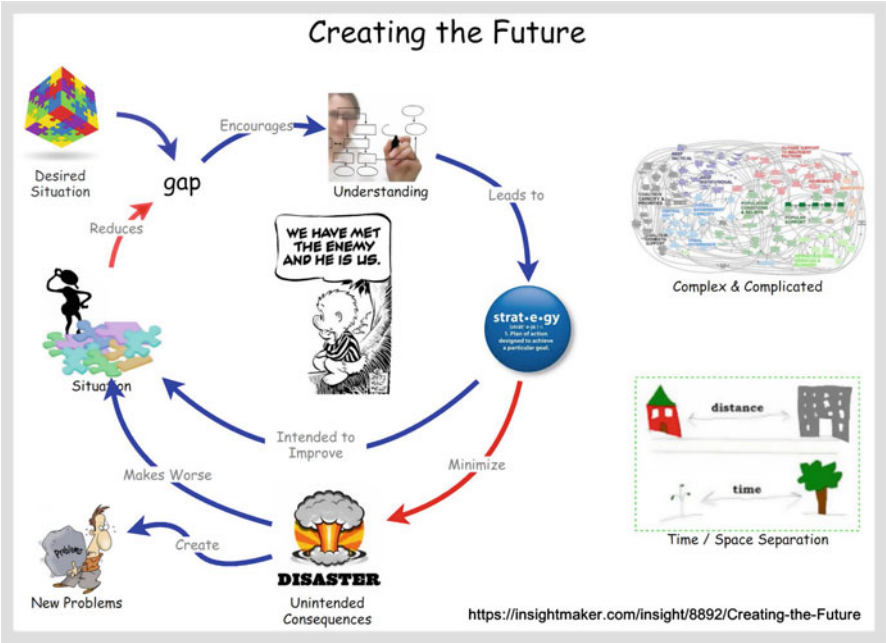 Creating the Future
Desired
Situation
gap
Encourages
Understanding
Leads to
Reduces
WE HAVE MET
THE ENEMY
AND HE IS US.
strat•e•gy
1. Plan of action
designed to achieve
a particular goal.
Situation
Intended to
Improve
Minimize
Makes Worse
Create
Problems
New Problems
DISASTER
Unintended
Consequences
POPULAR
SUPPORT
Complex & Complicated
distance
time
Time / Space Separation
https://insightmaker.com/insight/8892/Creating-the-Future